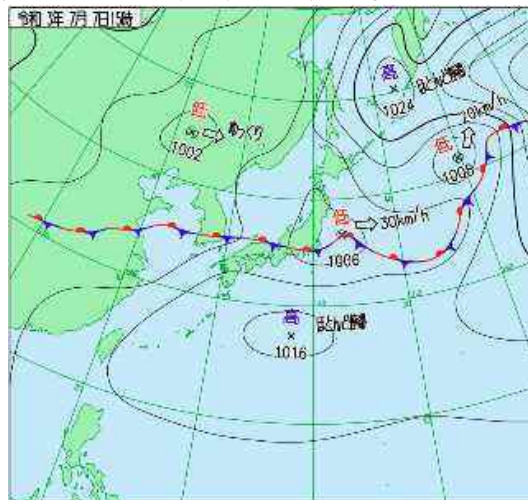 令和 3年 7月 7日15時
高
1024 ほとんど停滞
低
1002 ゆっくり
20km/h
低
1008
低
30km/h
1006
高 ほとんど停滞
1016